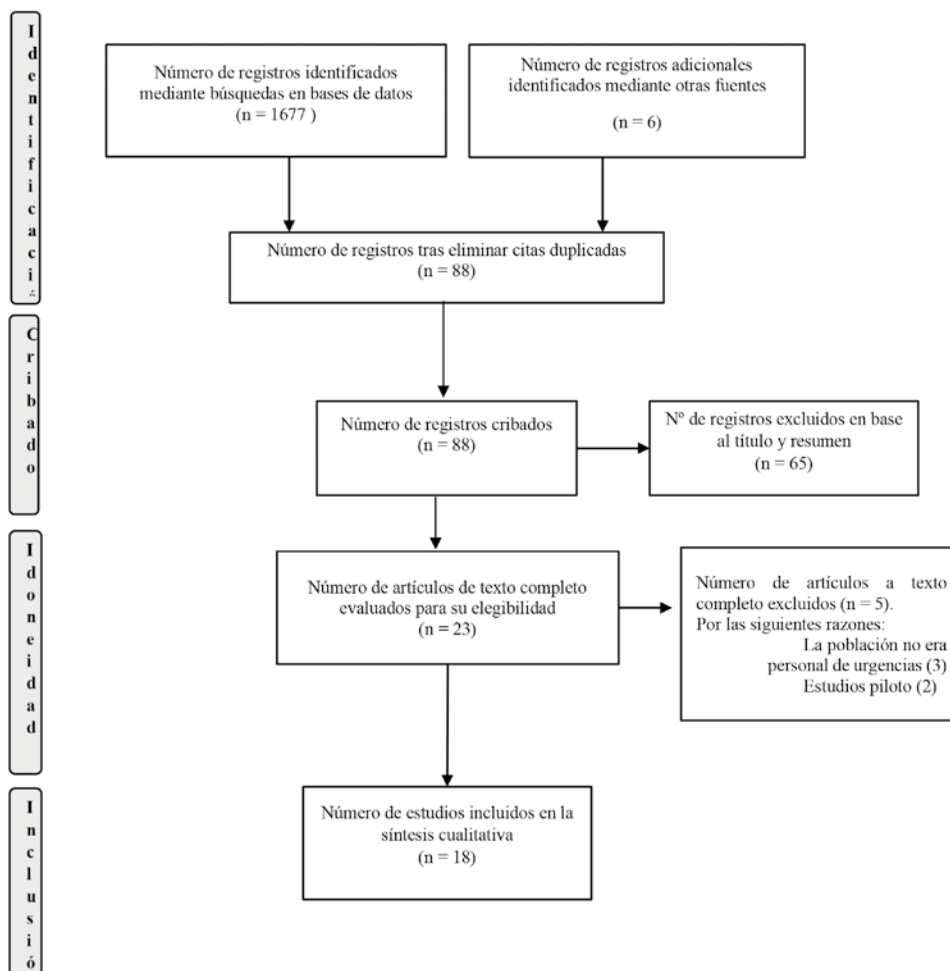 Identificació
Número de registros identificados
mediante búsquedas en bases de datos
(n = 1677 )
Número de registros adicionales
identificados mediante otras fuentes
(n = 6)
Número de registros tras eliminar citas duplicadas
(n = 88)
Cribado
Número de registros cribados
(n = 88)
Nº de registros excluidos en base
al título y resumen
(n = 65)
Idoneidad
Número de artículos de texto completo
evaluados para su elegibilidad
(n = 23)
Número de artículos a texto
completo excluidos (n = 5).
Por las siguientes razones:
La población no era
personal de urgencias (3)
Estudios piloto (2)
Inclusió
Número de estudios incluidos en la
síntesis cualitativa
(n = 18)